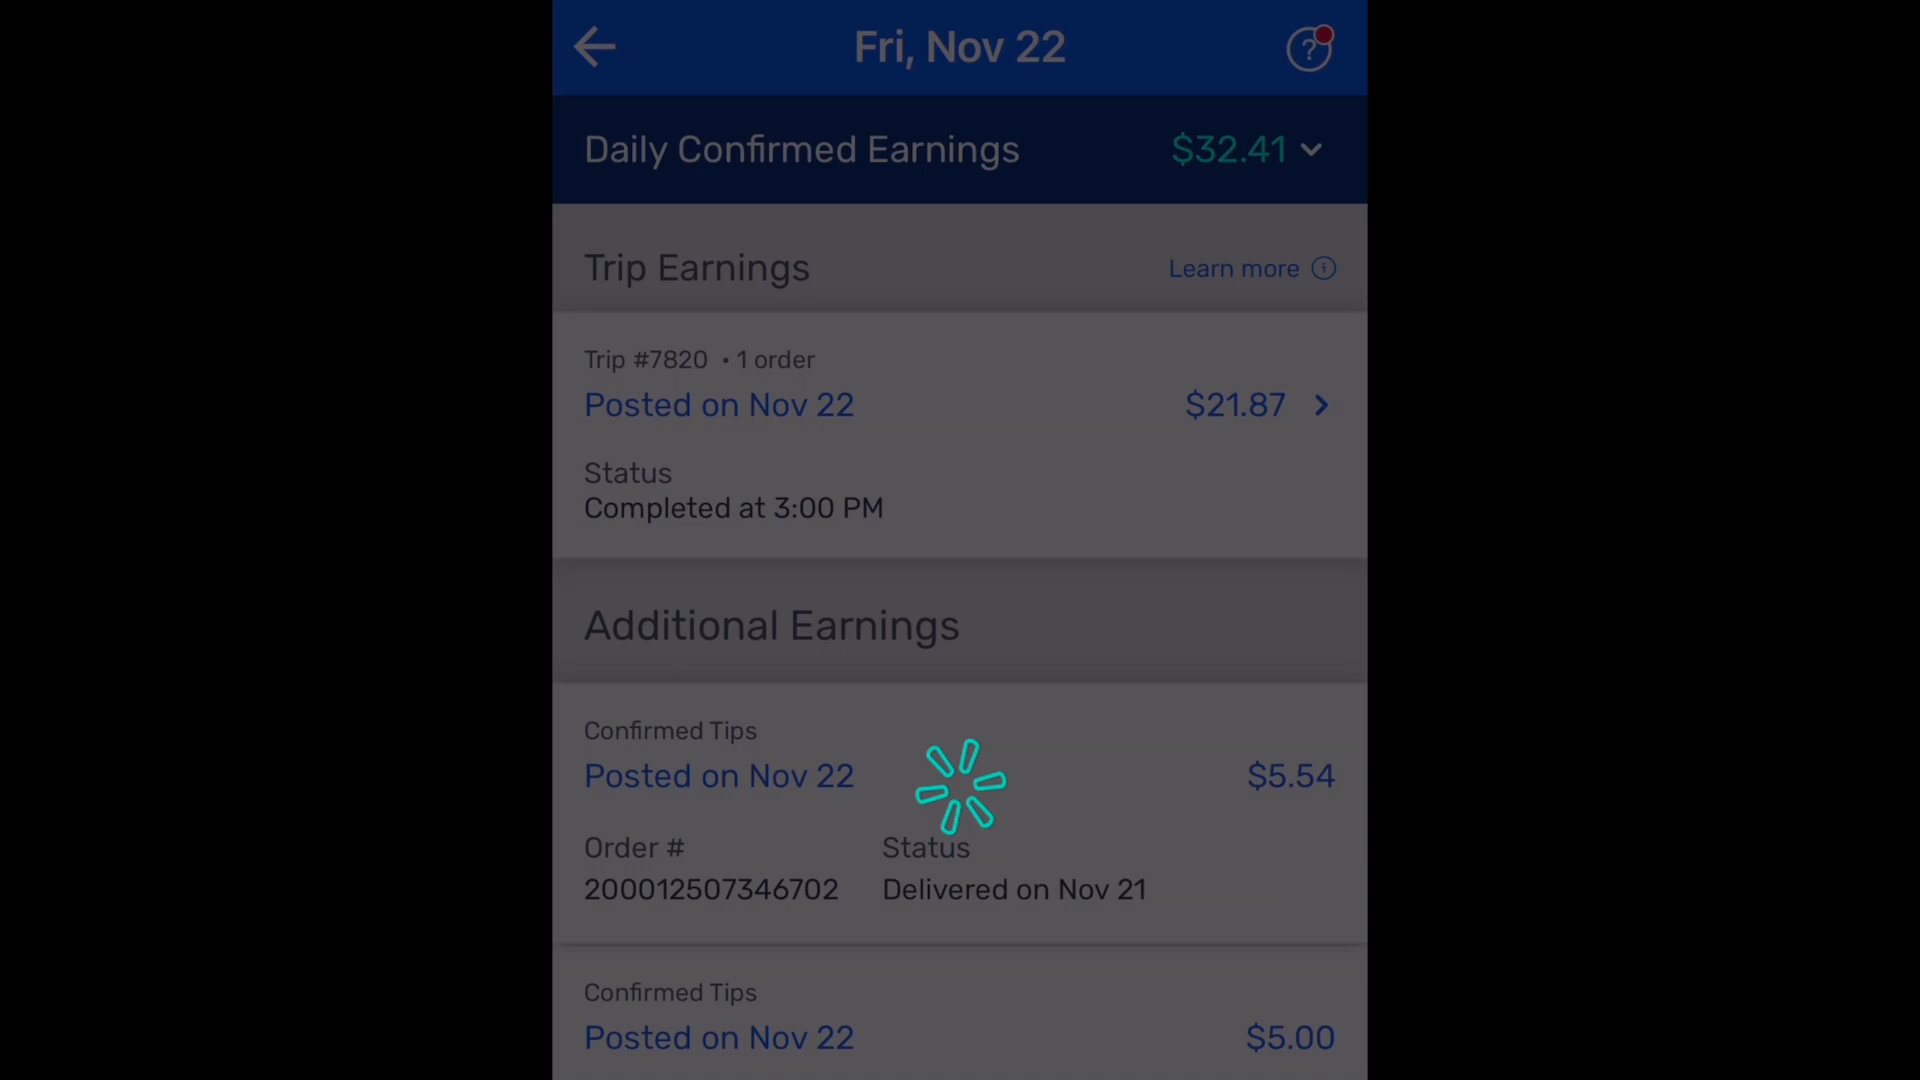 Fri, Nov 22
Daily Confirmed Earnings $32.41
Trip Earnings Learn more
Trip #7820 • 1 order
Posted on Nov 22 $21.87
Status
Completed at 3:00 PM
Additional Earnings
Confirmed Tips
Posted on Nov 22 $5.54
Order # Status
200012507346702 Delivered on Nov 21
Confirmed Tips
Posted on Nov 22 $5.00